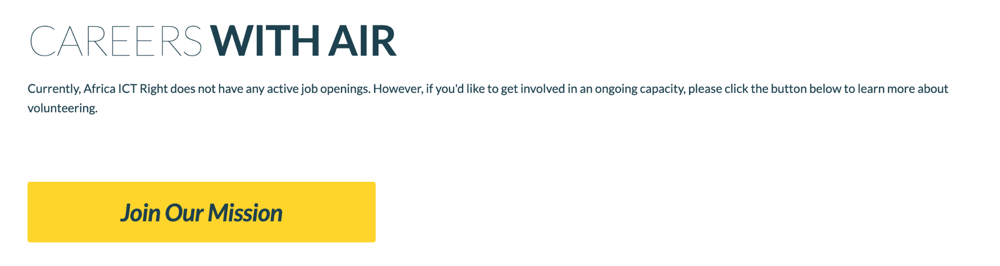 CAREERS WITH AIR
Currently, Africa ICT Right does not have any active job openings. However, if you'd like to get involved in an ongoing capacity, please click the button below to learn more about
volunteering.
Join Our Mission